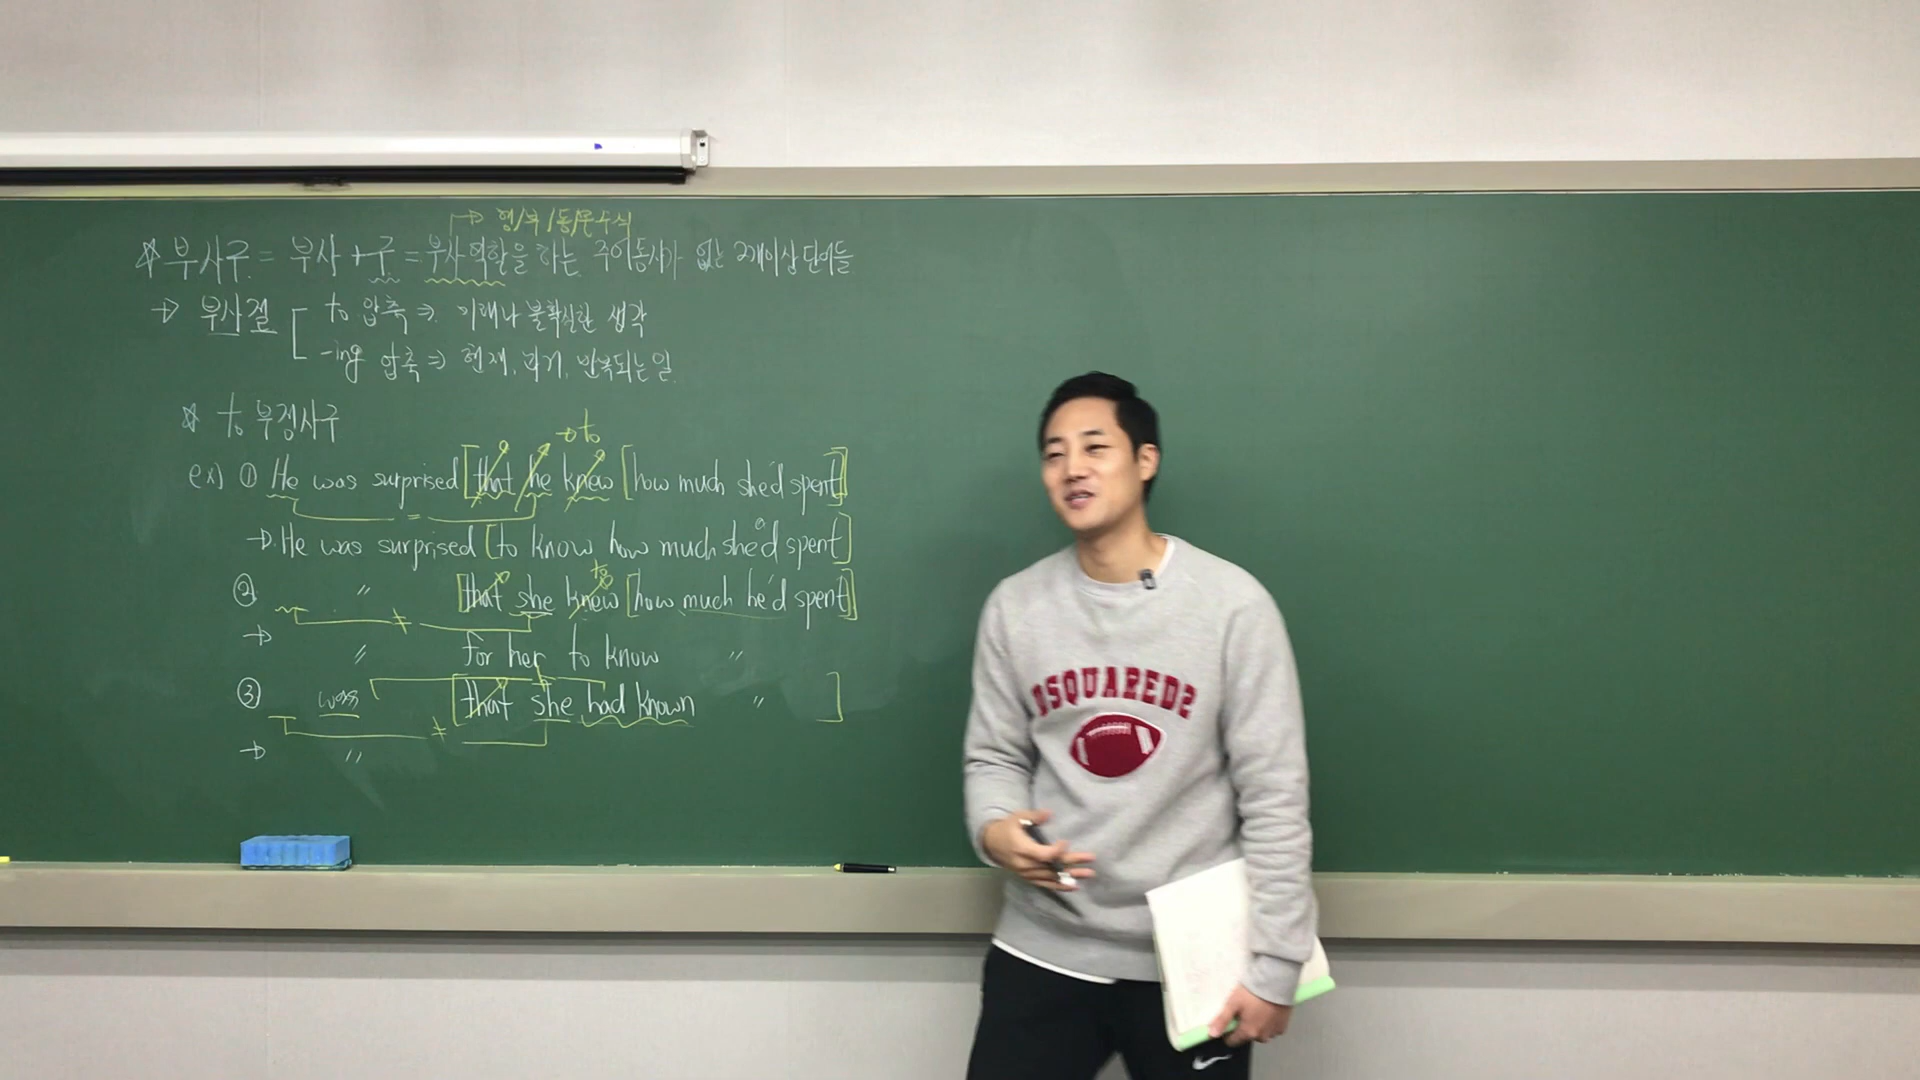 → 형/부/동/문수식
☆ 부사구 = 부사 + 구 = 부사역할을 하는 주어동사가 없는 2개이상 단어들
→ 부사절 [ to 압축 ⇒ 미래나 불확실한 생각
-ing 압축 ⇒ 현재, 과거, 반복되는 일
☆ to 부정사구
→ to
ex) ① He was surprised [that he knew [how much she'd spent]]
=
→ He was surprised [to know how much she'd spent]
to
② 〃 [that she knew [how much he'd spent]]
≠
→ 〃 for her to know 〃
③ was [that she had known 〃 ]
≠
→ 〃
DSQUARED2